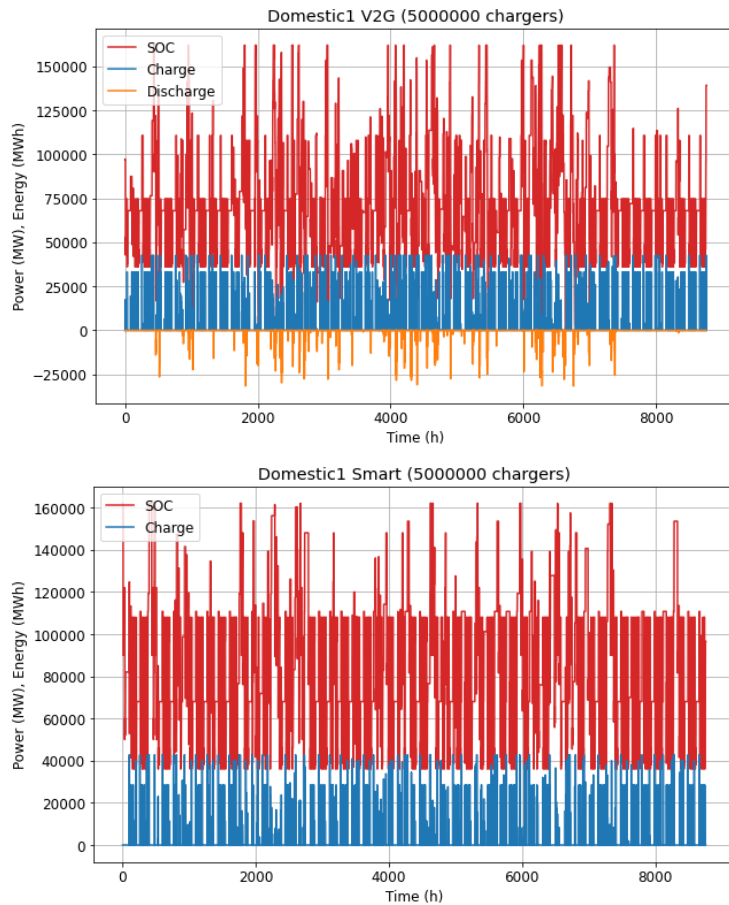 Domestic1 V2G (5000000 chargers)
SOC
Charge
Discharge
150000
125000
100000
75000
50000
25000
0
−25000
Power (MW), Energy (MWh)
0 2000 4000 6000 8000
Time (h)
Domestic1 Smart (5000000 chargers)
SOC
Charge
160000
140000
120000
100000
80000
60000
40000
20000
0
Power (MW), Energy (MWh)
0 2000 4000 6000 8000
Time (h)